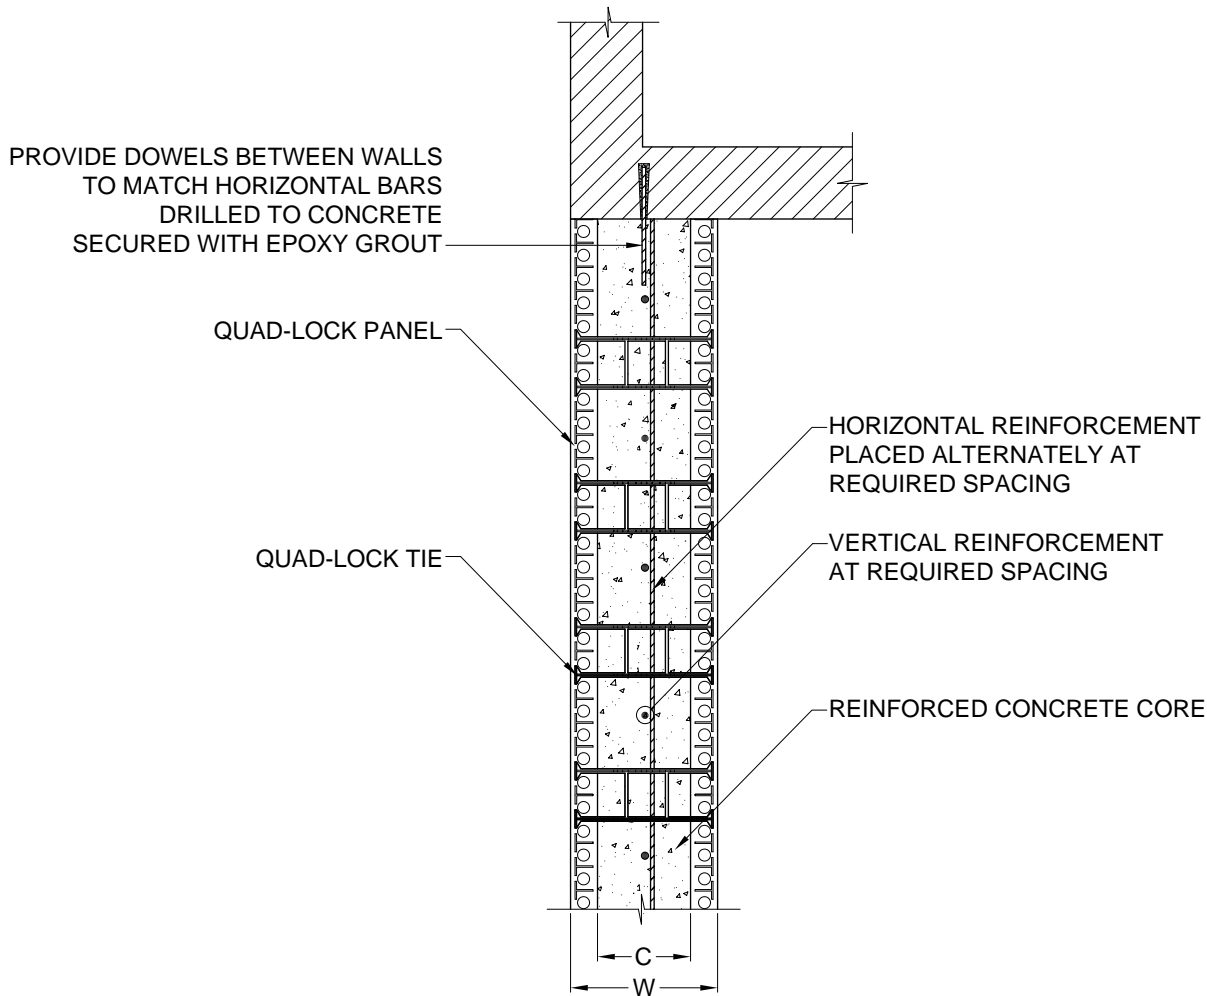 PROVIDE DOWELS BETWEEN WALLS
TO MATCH HORIZONTAL BARS
DRILLED TO CONCRETE
SECURED WITH EPOXY GROUT
QUAD-LOCK PANEL
QUAD-LOCK TIE
HORIZONTAL REINFORCEMENT
PLACED ALTERNATELY AT
REQUIRED SPACING
VERTICAL REINFORCEMENT
AT REQUIRED SPACING
REINFORCED CONCRETE CORE
C
W